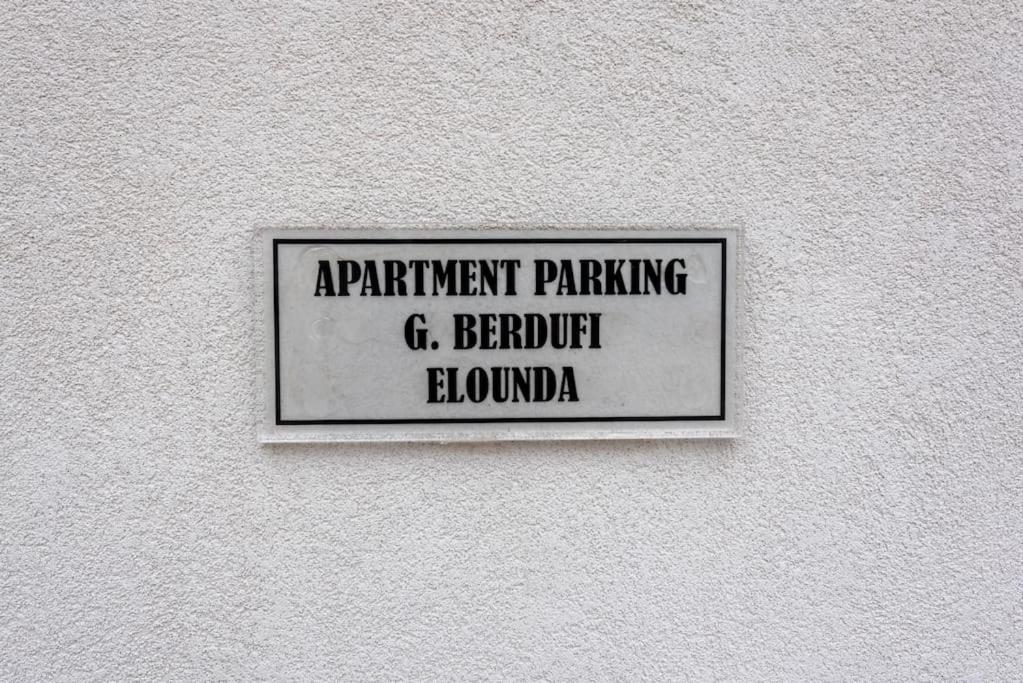 APARTMENT PARKING
G. BERDUFI
ELOUNDA